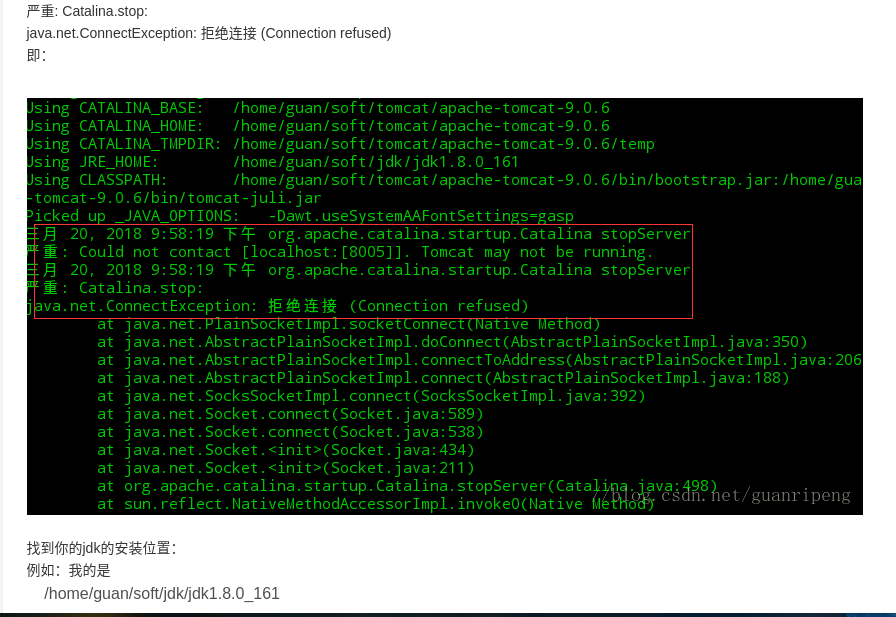 严重: Catalina.stop:
java.net.ConnectException: 拒绝连接 (Connection refused)
即:
Using CATALINA_BASE:   /home/guan/soft/tomcat/apache-tomcat-9.0.6
Using CATALINA_HOME:   /home/guan/soft/tomcat/apache-tomcat-9.0.6
Using CATALINA_TMPDIR: /home/guan/soft/tomcat/apache-tomcat-9.0.6/temp
Using JRE_HOME:        /home/guan/soft/jdk/jdk1.8.0_161
Using CLASSPATH:       /home/guan/soft/tomcat/apache-tomcat-9.0.6/bin/bootstrap.jar:/home/gua
-tomcat-9.0.6/bin/tomcat-juli.jar
Picked up _JAVA_OPTIONS:   -Dawt.useSystemAAFontSettings=gasp
三月 20, 2018 9:58:19 下午 org.apache.catalina.startup.Catalina stopServer
严重: Could not contact [localhost:[8005]]. Tomcat may not be running.
三月 20, 2018 9:58:19 下午 org.apache.catalina.startup.Catalina stopServer
严重: Catalina.stop:
java.net.ConnectException: 拒绝连接 (Connection refused)
at java.net.PlainSocketImpl.socketConnect(Native Method)
at java.net.AbstractPlainSocketImpl.doConnect(AbstractPlainSocketImpl.java:350)
at java.net.AbstractPlainSocketImpl.connectToAddress(AbstractPlainSocketImpl.java:206
at java.net.AbstractPlainSocketImpl.connect(AbstractPlainSocketImpl.java:188)
at java.net.SocksSocketImpl.connect(SocksSocketImpl.java:392)
at java.net.Socket.connect(Socket.java:589)
at java.net.Socket.connect(Socket.java:538)
at java.net.Socket.<init>(Socket.java:434)
at java.net.Socket.<init>(Socket.java:211)
at org.apache.catalina.startup.Catalina.stopServer(Catalina.java:498)
at sun.reflect.NativeMethodAccessorImpl.invoke0(Native Method)
//blog.csdn.net/guanripeng
找到你的jdk的安装位置：
例如：我的是
/home/guan/soft/jdk/jdk1.8.0_161